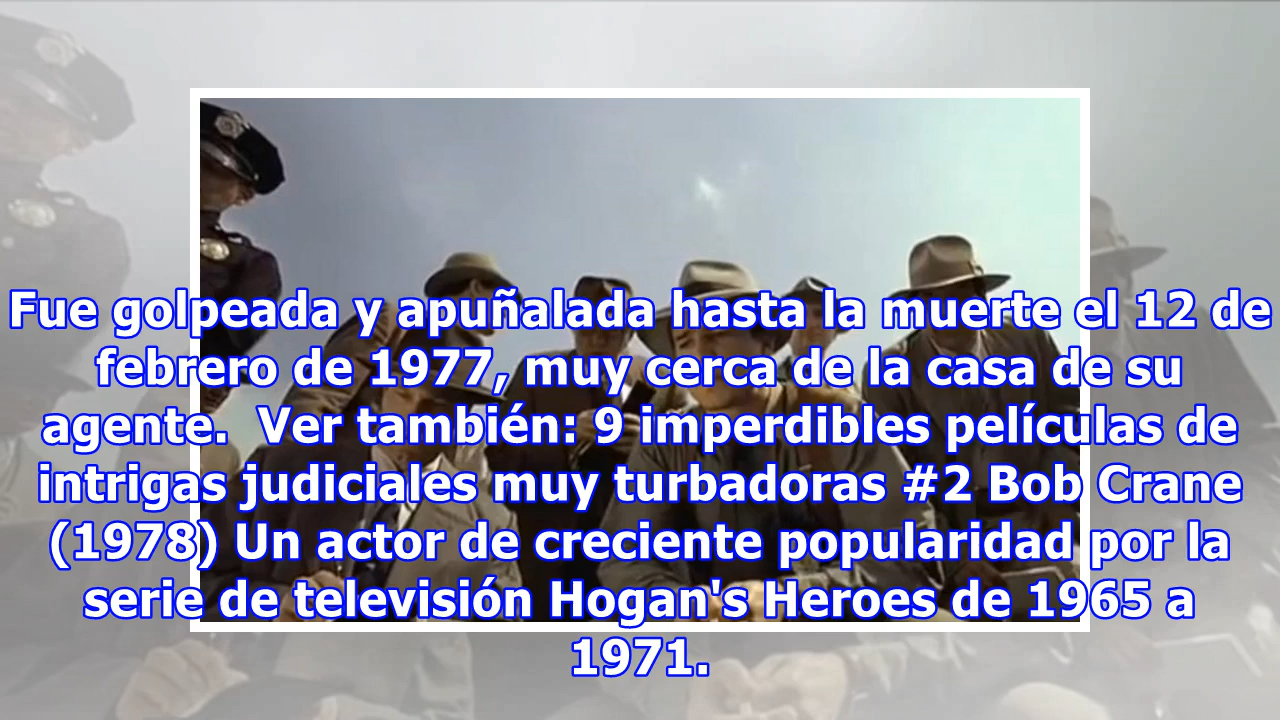 Fue golpeada y apuñalada hasta la muerte el 12 de
febrero de 1977, muy cerca de la casa de su
agente.  Ver también: 9 imperdibles películas de
intrigas judiciales muy turbadoras #2 Bob Crane
(1978) Un actor de creciente popularidad por la
serie de televisión Hogan's Heroes de 1965 a
1971.